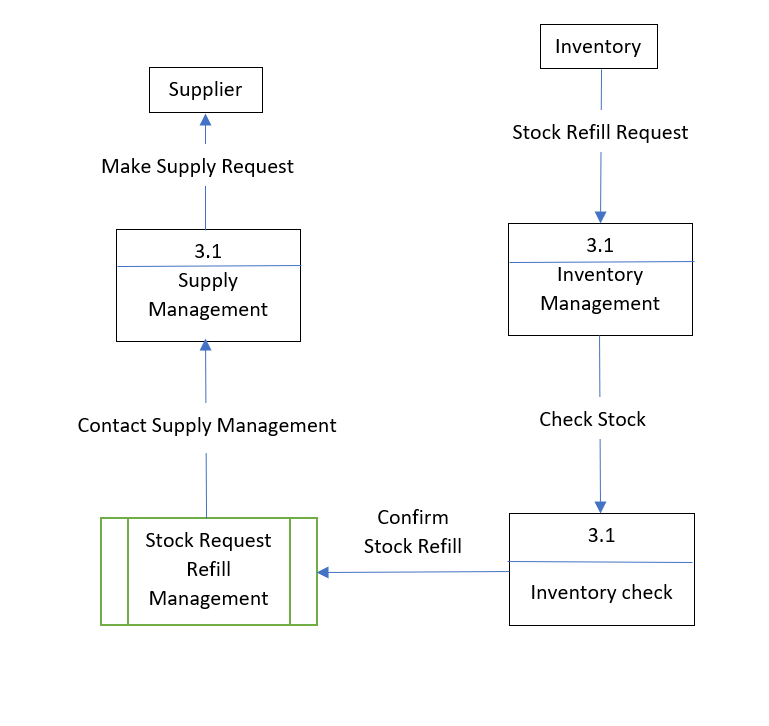 Inventory
Supplier
Stock Refill Request
Make Supply Request
3.1
Inventory
Management
3.1
Supply
Management
Check Stock
Contact Supply Management
Confirm
Stock Refill
3.1
Inventory check
Stock Request
Refill
Management